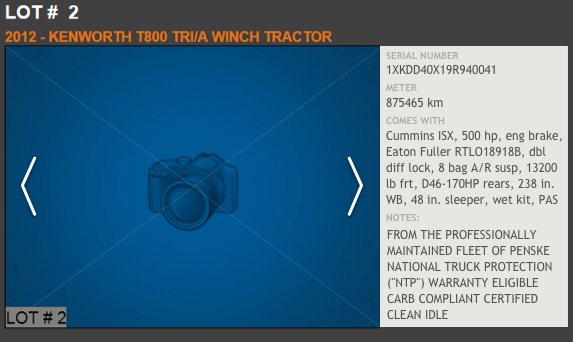 LOT # 2
2012 - KENWORTH T800 TRI/A WINCH TRACTOR
SERIAL NUMBER
1XKDD40X19R940041
METER
875465 km
COMES WITH
Cummins ISX, 500 hp, eng brake,
Eaton Fuller RTLO18918B, dbl
diff lock, 8 bag A/R susp, 13200
lb frt, D46-170HP rears, 238 in.
WB, 48 in. sleeper, wet kit, PAS
NOTES:
FROM THE PROFESSIONALLY
MAINTAINED FLEET OF PENSKE
NATIONAL TRUCK PROTECTION
("NTP") WARRANTY ELIGIBLE
CARB COMPLIANT CERTIFIED
CLEAN IDLE
LOT # 2